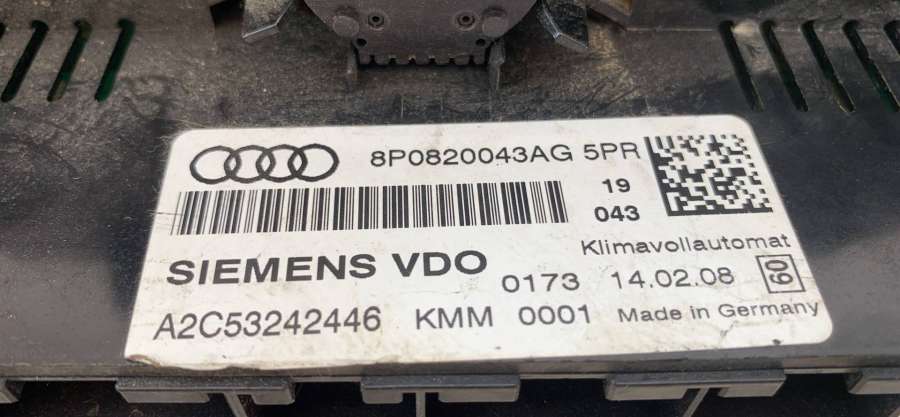 8P0820043AG 5PR
19
043
Klimavollautomat
SIEMENS VDO
0173 14.02.08 60
A2C53242446 KMM 0001 Made in Germany